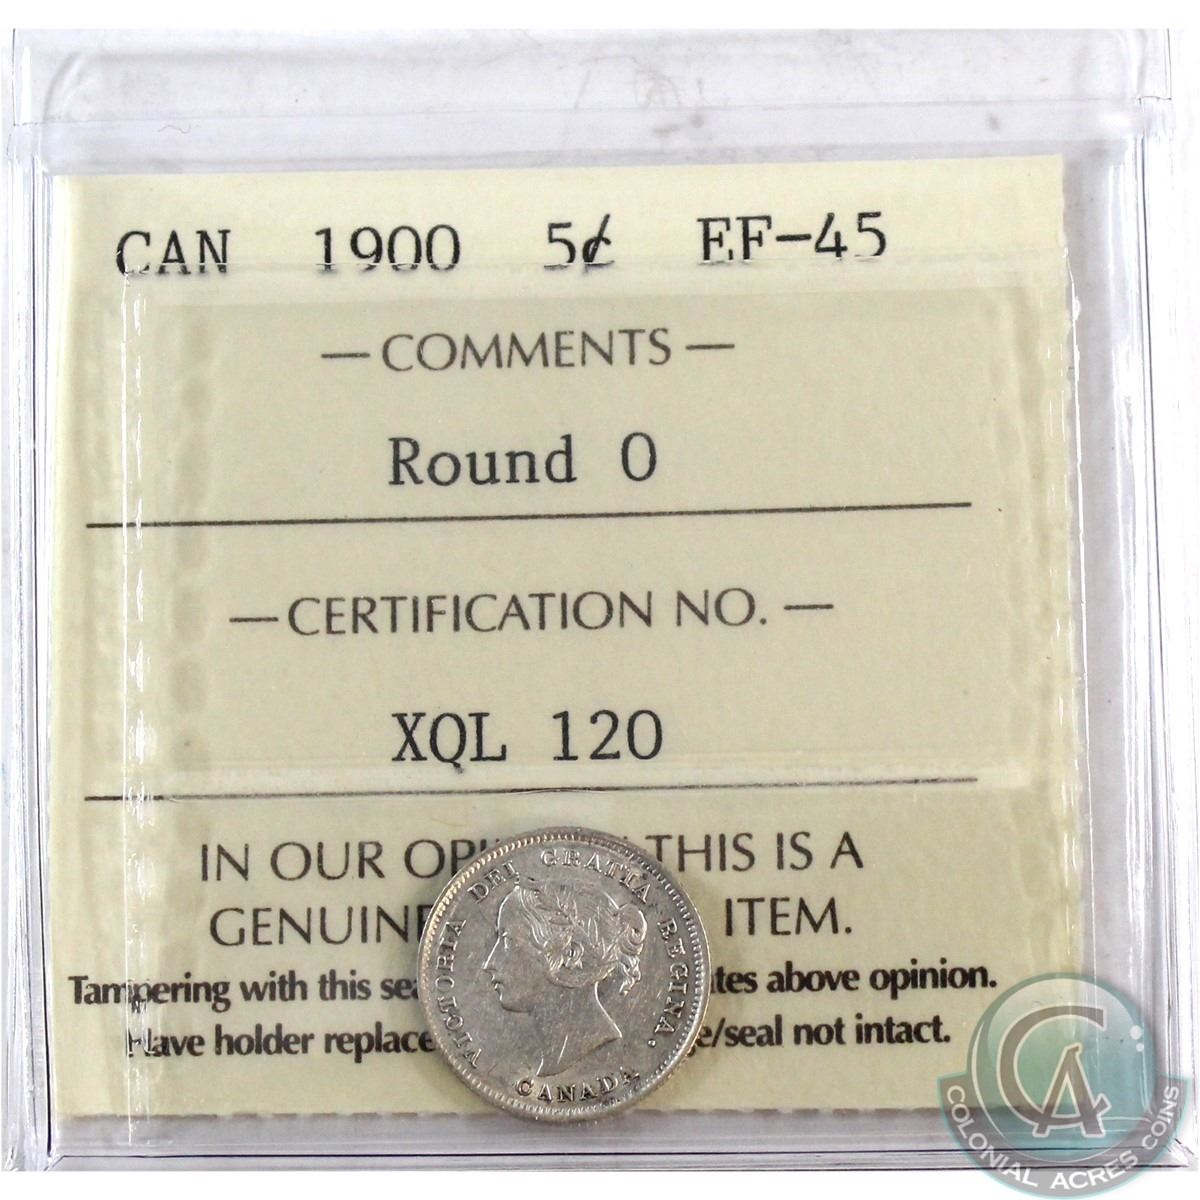 CAN 1900 5¢ EF-45
— COMMENTS —
Round 0
— CERTIFICATION NO. —
XQL 120
IN OUR OPI THIS IS A
GENUINE ITEM.
Tampering with this sea tes above opinion.
Have holder replace e/seal not intact.
VICTORIA DEI GRATIA REGINA.
CANADA
CA
COLONIAL ACRES COINS